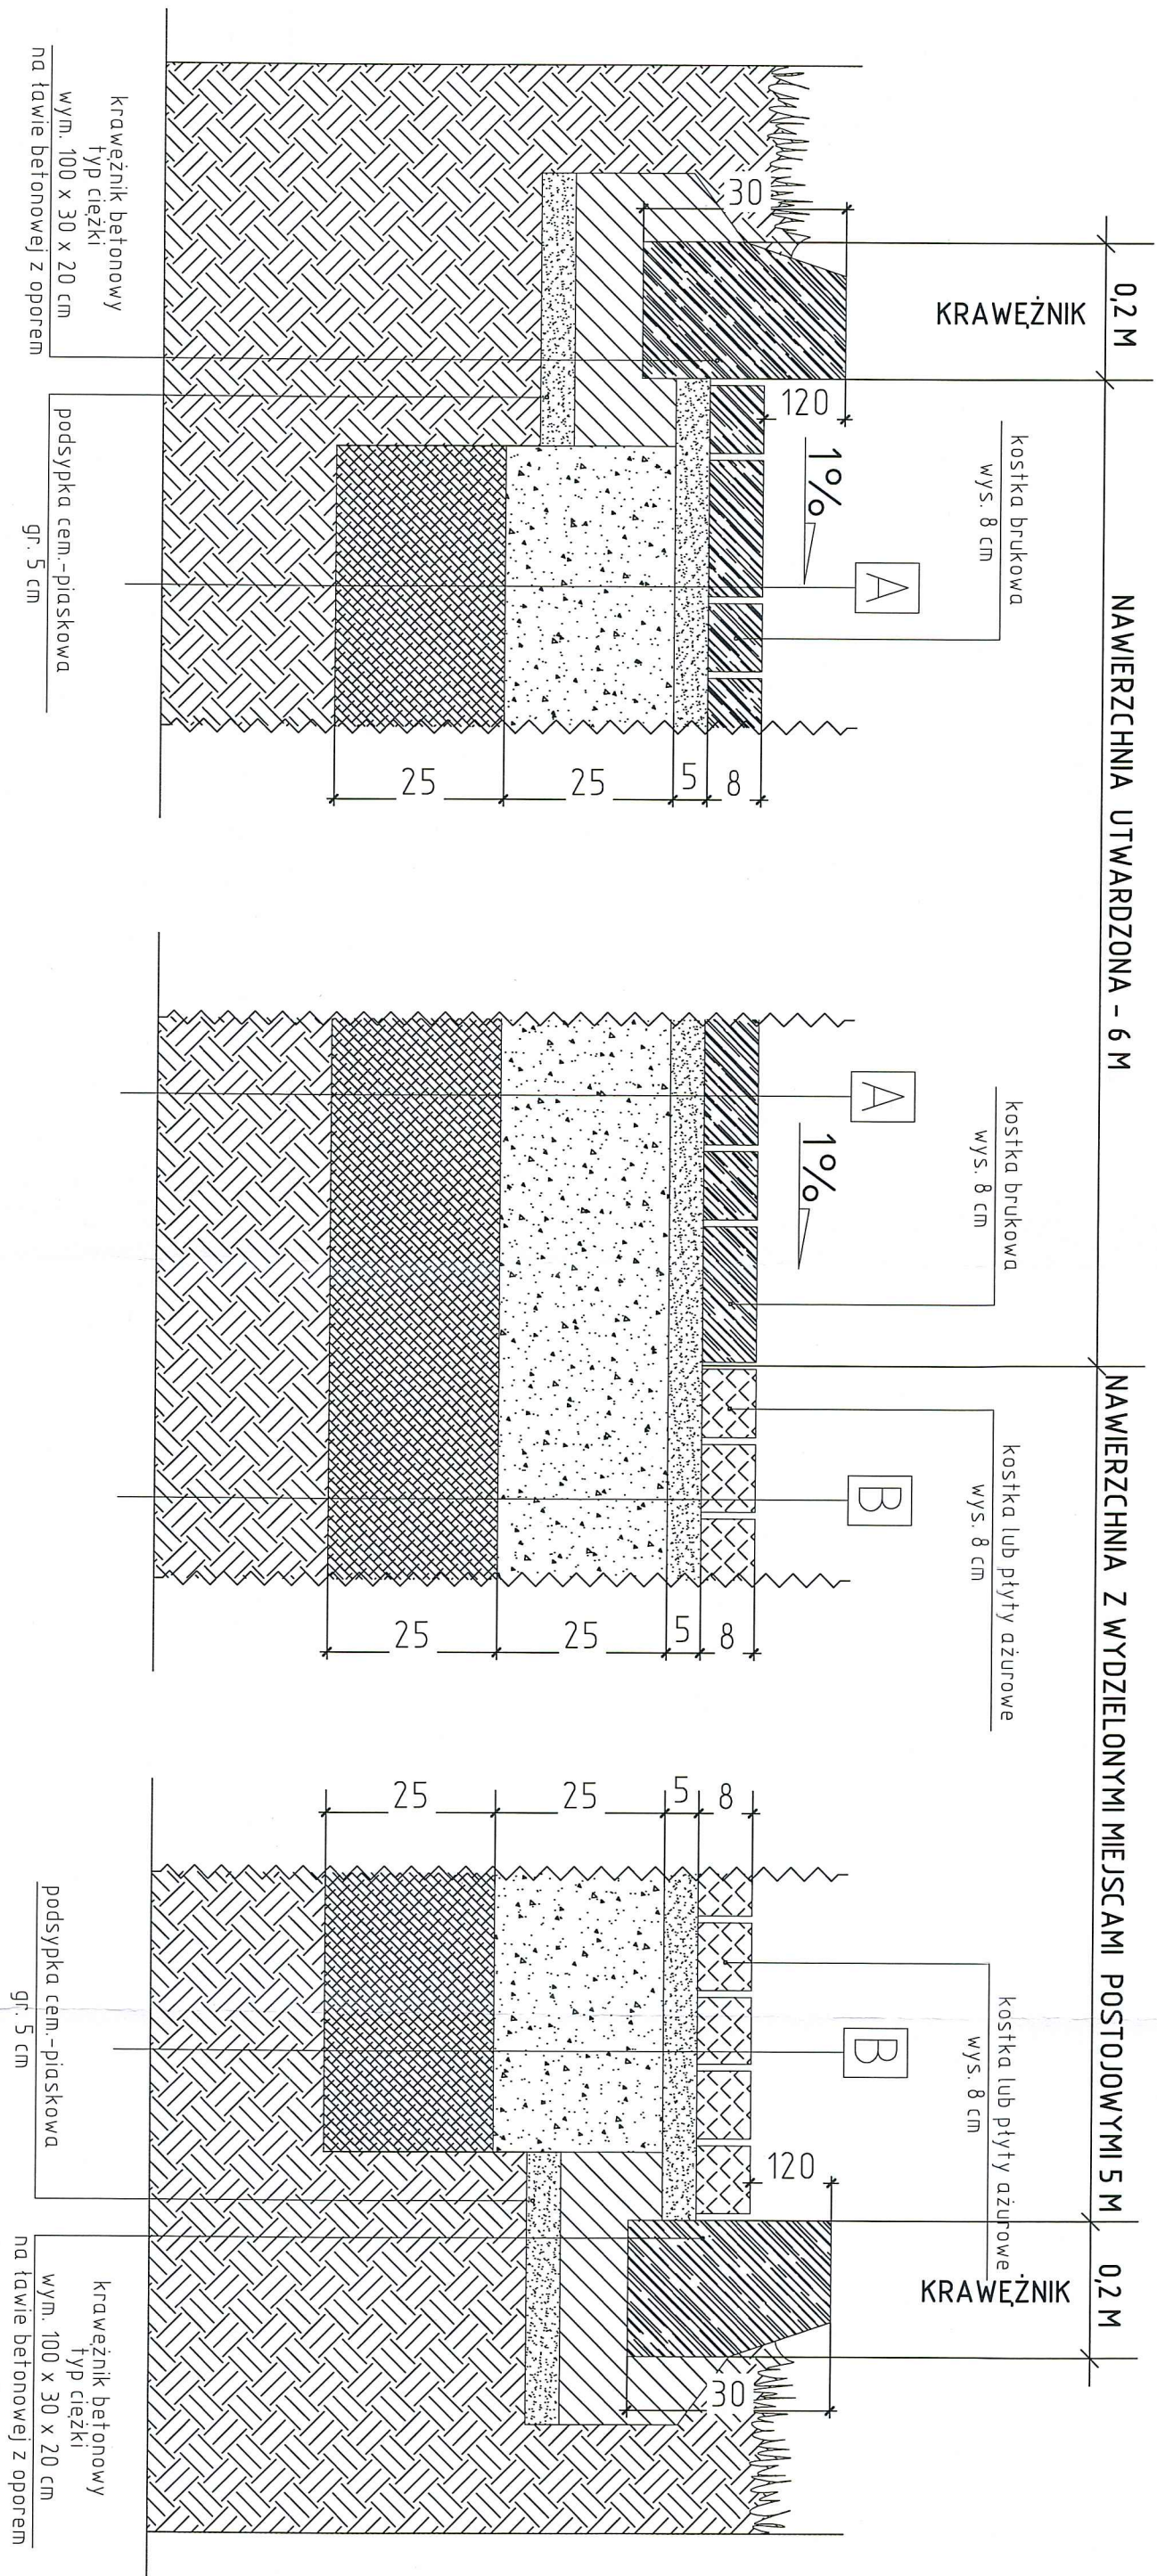 0,2 M
NAWIERZCHNIA UTWARDZONA - 6 M
NAWIERZCHNIA Z WYDZIELONYMI MIEJSCAMI POSTOJOWYMI 5 M
0,2 M
KRAWĘŻNIK
KRAWĘŻNIK
kostka brukowa
wys. 8 cm
kostka brukowa
wys. 8 cm
kostka lub płyty ażurowe
wys. 8 cm
kostka lub płyty ażurowe
wys. 8 cm
A
A
B
B
30
120
1%
1%
120
30
8
5
25
25
8
5
25
25
8
5
25
25
krawężnik betonowy
typ ciężki
wym. 100 x 30 x 20 cm
na ławie betonowej z oporem
podsypka cem.-piaskowa
gr. 5 cm
podsypka cem.-piaskowa
gr. 5 cm
krawężnik betonowy
typ ciężki
wym. 100 x 30 x 20 cm
na ławie betonowej z oporem